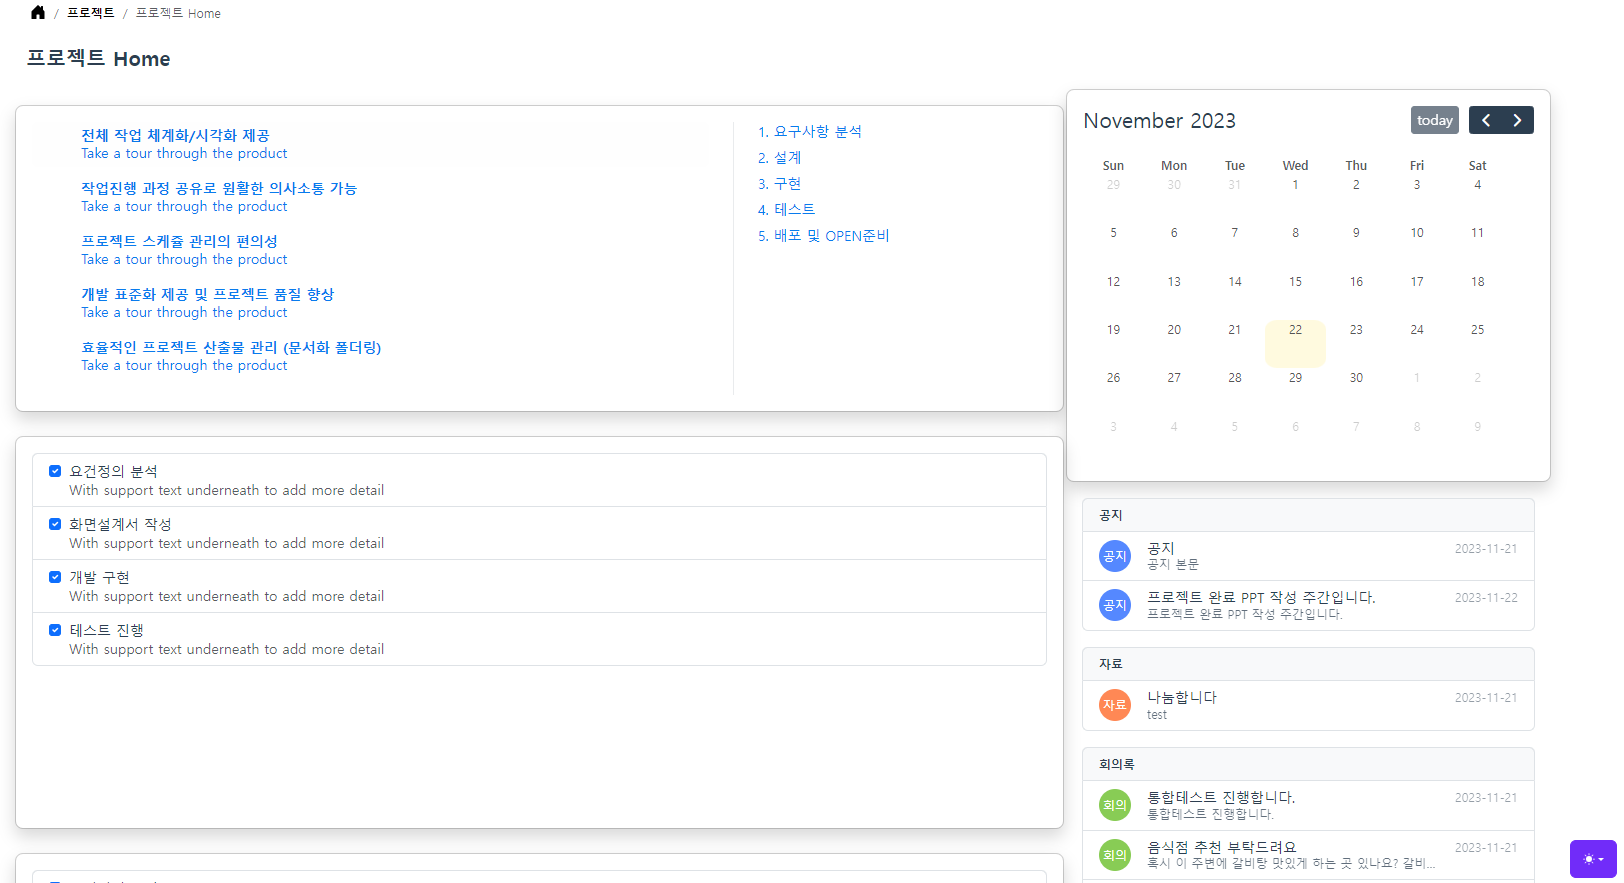 / 프로젝트 / 프로젝트 Home
프로젝트 Home
전체 작업 체계화/시각화 제공
Take a tour through the product
작업진행 과정 공유로 원활한 의사소통 가능
Take a tour through the product
프로젝트 스케쥴 관리의 편의성
Take a tour through the product
개발 표준화 제공 및 프로젝트 품질 향상
Take a tour through the product
효율적인 프로젝트 산출물 관리 (문서화 폴더링)
Take a tour through the product
1. 요구사항 분석
2. 설계
3. 구현
4. 테스트
5. 배포 및 OPEN준비
요건정의 분석
With support text underneath to add more detail
화면설계서 작성
With support text underneath to add more detail
개발 구현
With support text underneath to add more detail
테스트 진행
With support text underneath to add more detail
November 2023
today
Sun Mon Tue Wed Thu Fri Sat
29 30 31 1 2 3 4
5 6 7 8 9 10 11
12 13 14 15 16 17 18
19 20 21 22 23 24 25
26 27 28 29 30 1 2
3 4 5 6 7 8 9
공지
공지 공지 2023-11-21
공지 본문
공지 프로젝트 완료 PPT 작성 주간입니다. 2023-11-22
프로젝트 완료 PPT 작성 주간입니다.
자료
자료 나눔합니다 2023-11-21
test
회의록
회의 통합테스트 진행합니다. 2023-11-21
통합테스트 진행합니다.
회의 음식점 추천 부탁드려요 2023-11-21
혹시 이 주변에 갈비탕 맛있게 하는 곳 있나요? 갈비...